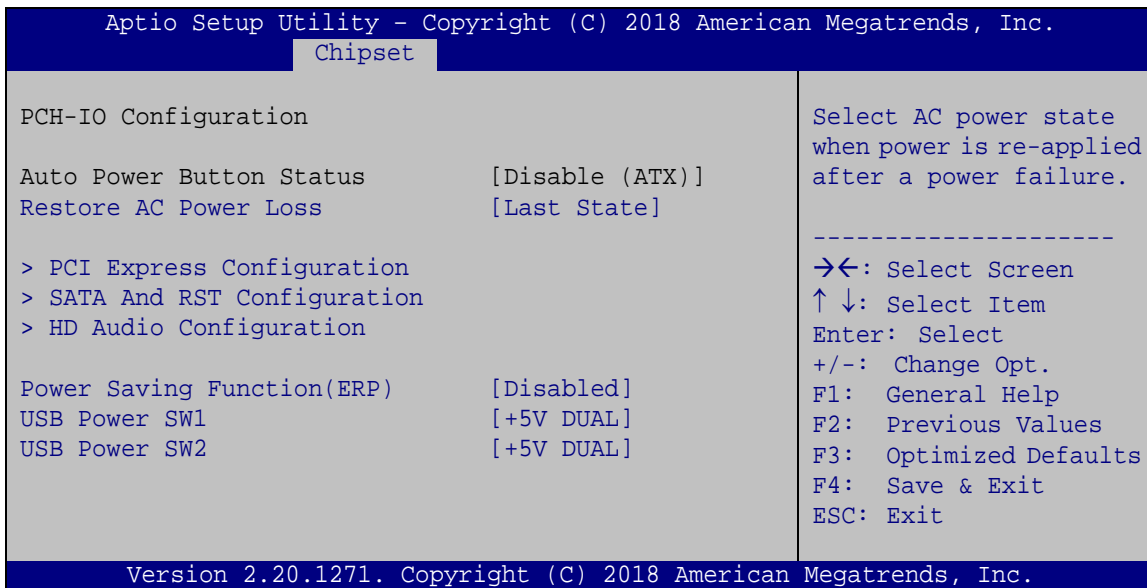 Aptio Setup Utility – Copyright (C) 2018 American Megatrends, Inc.
Chipset
PCH-IO Configuration
Auto Power Button Status [Disable (ATX)]
Restore AC Power Loss [Last State]
> PCI Express Configuration
> SATA And RST Configuration
> HD Audio Configuration
Power Saving Function(ERP) [Disabled]
USB Power SW1 [+5V DUAL]
USB Power SW2 [+5V DUAL]
Select AC power state
when power is re-applied
after a power failure.
---------------------
→←: Select Screen
↑ ↓: Select Item
Enter: Select
+/-: Change Opt.
F1: General Help
F2: Previous Values
F3: Optimized Defaults
F4: Save & Exit
ESC: Exit
Version 2.20.1271. Copyright (C) 2018 American Megatrends, Inc.